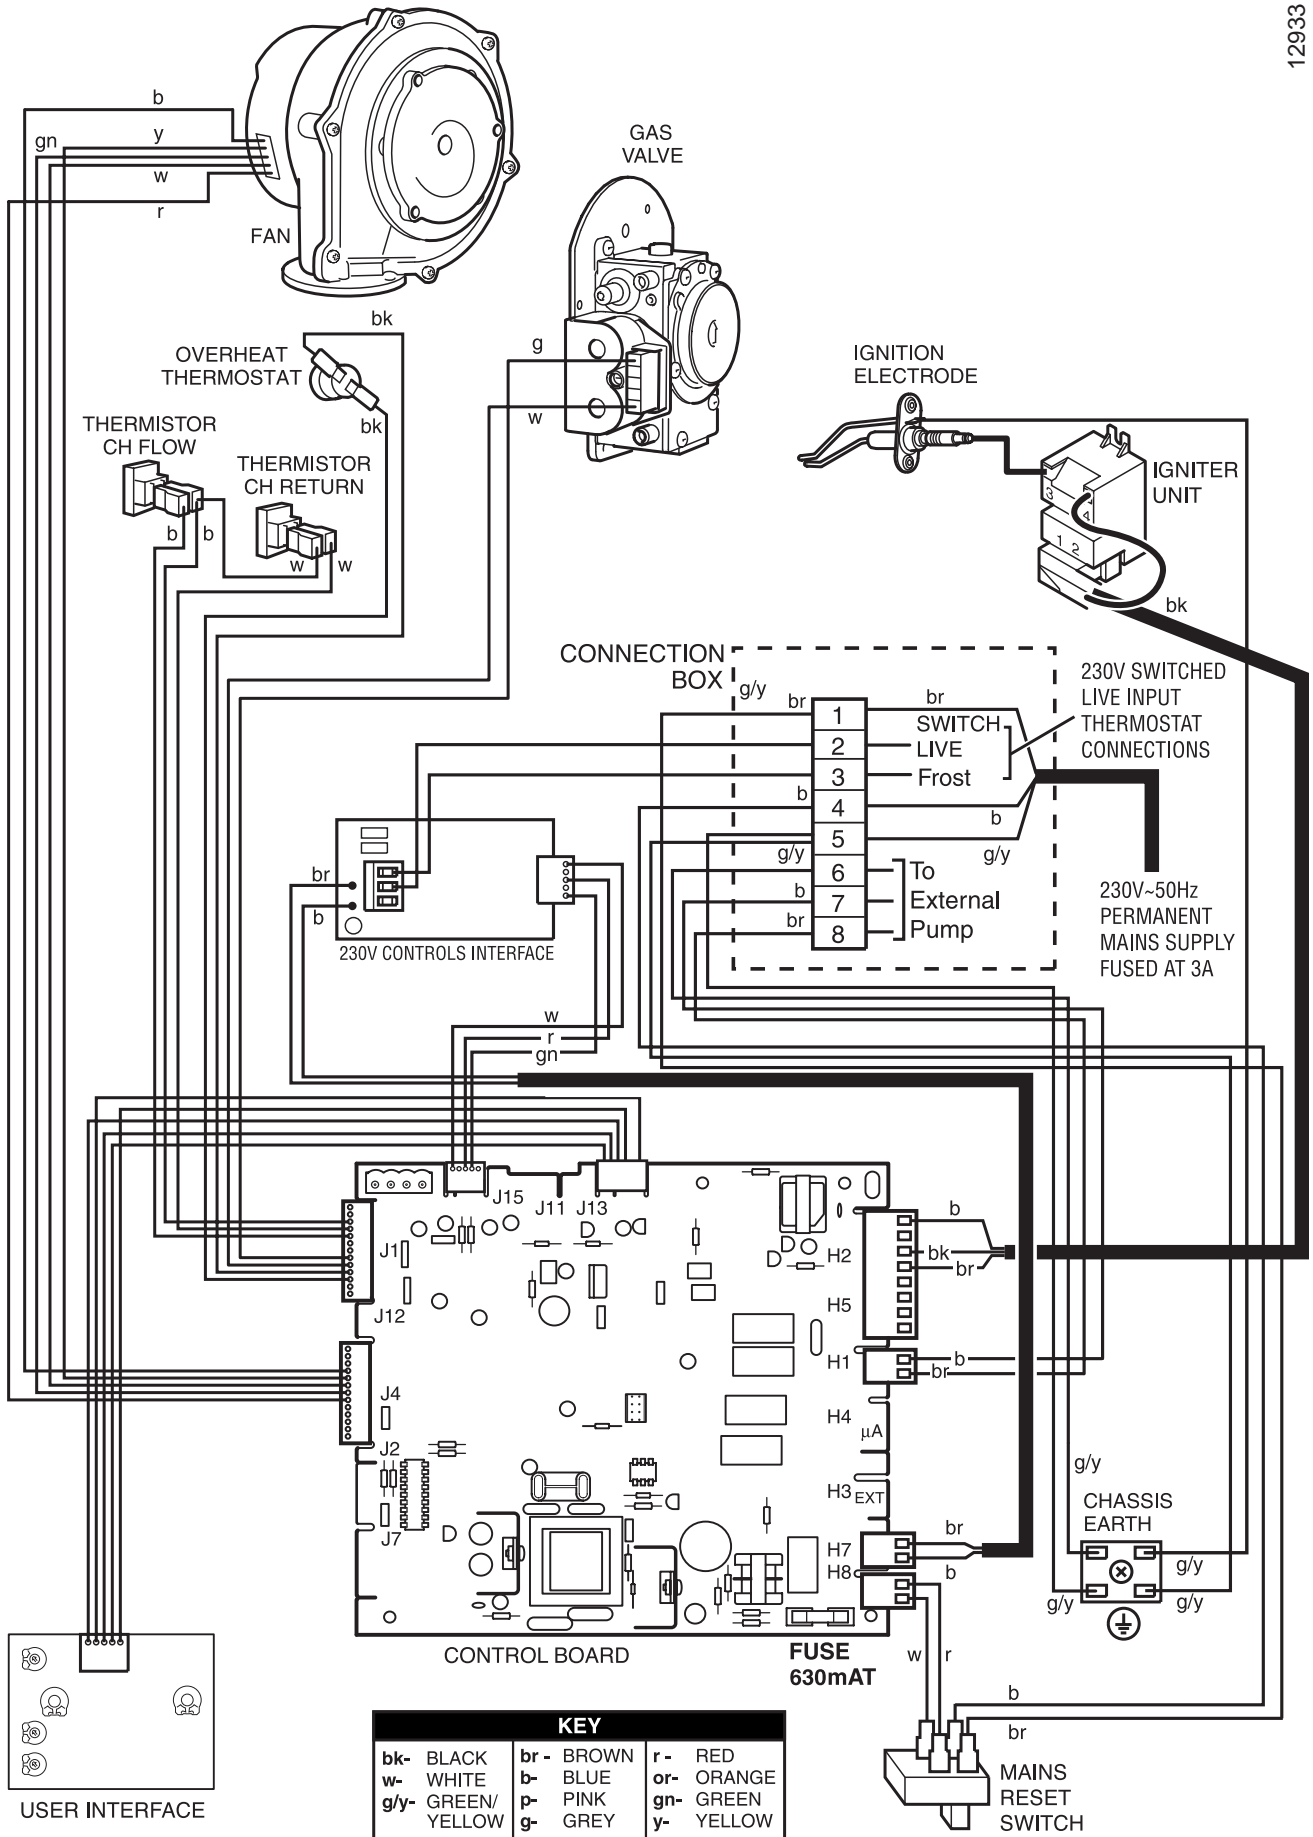 12933
b
gn
y
w
r
FAN
GAS
VALVE
bk
OVERHEAT
THERMOSTAT
bk
g
w
IGNITION
ELECTRODE
THERMISTOR
CH FLOW
THERMISTOR
CH RETURN
b
b
w
w
IGNITER
UNIT
3
4
1 2
bk
CONNECTION
BOX
g/y
br
1
br
SWITCH
2
LIVE
3
Frost
b
4
b
5
g/y
g/y
6
To
b
7
External
br
8
Pump
230V SWITCHED
LIVE INPUT
THERMOSTAT
CONNECTIONS
230V~50Hz
PERMANENT
MAINS SUPPLY
FUSED AT 3A
br
b
230V CONTROLS INTERFACE
w
r
gn
J15
J11
J13
J1
J12
J4
J2
J7
H2
H5
H1
H4
µA
H3
EXT
H7
H8
b
bk
br
b
br
br
b
g/y
CHASSIS
EARTH
g/y
g/y
g/y
CONTROL BOARD
FUSE
630mAT
w
r
b
br
MAINS
RESET
SWITCH
USER INTERFACE
KEY
bk- BLACK
w- WHITE
g/y- GREEN/
YELLOW
br - BROWN
b- BLUE
p- PINK
g- GREY
r - RED
or- ORANGE
gn- GREEN
y- YELLOW